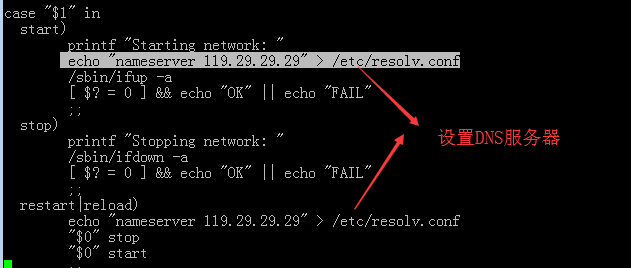 case "$1" in
start)
printf "Starting network: "
echo "nameserver 119.29.29.29" > /etc/resolv.conf
/sbin/ifup -a
[ $? = 0 ] && echo "OK" || echo "FAIL"
;;
stop)
printf "Stopping network: "
/sbin/ifdown -a
[ $? = 0 ] && echo "OK" || echo "FAIL"
;;
restart|reload)
echo "nameserver 119.29.29.29" > /etc/resolv.conf
"$0" stop
"$0" start
;;
设置DNS服务器